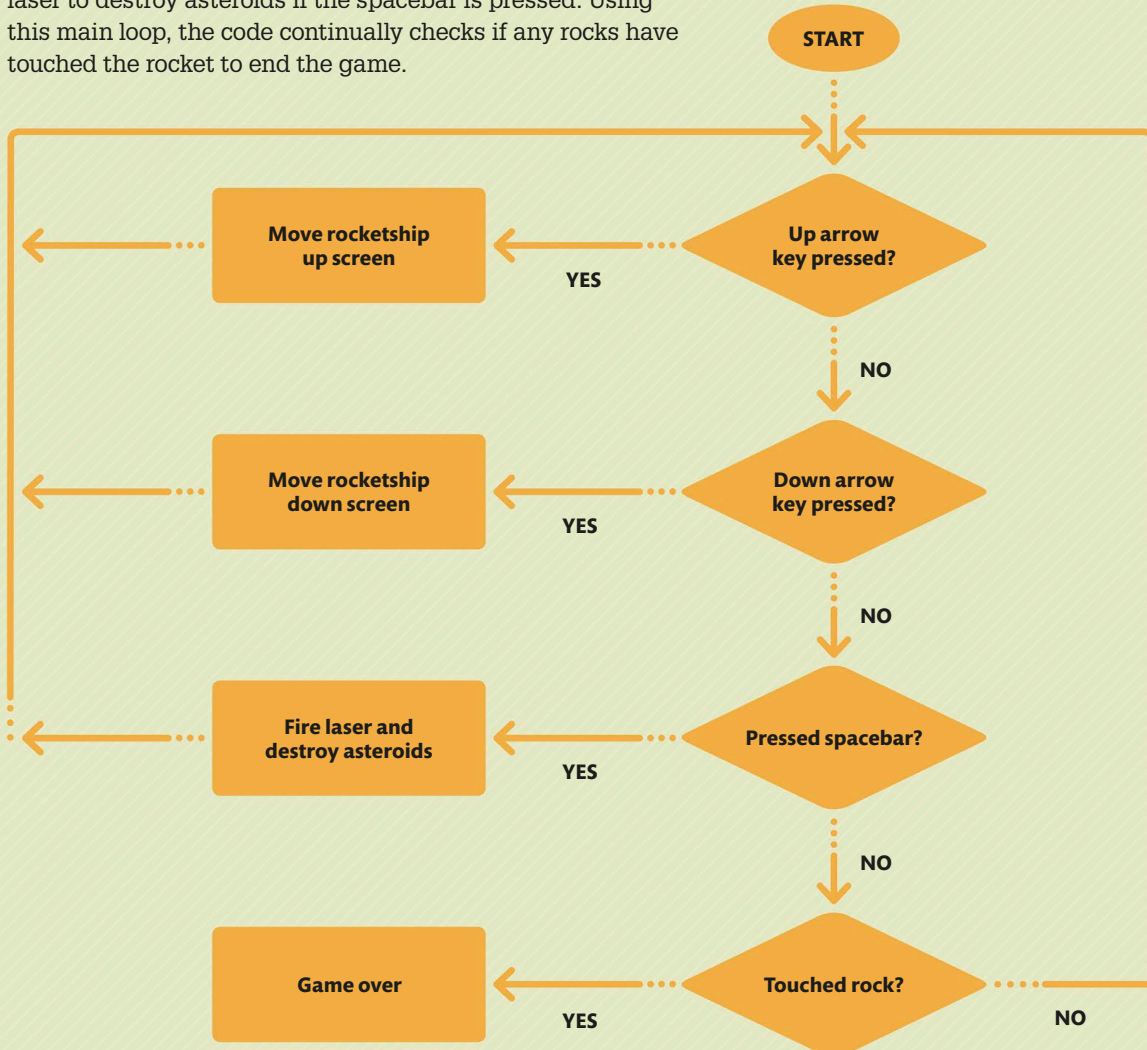 laser to destroy asteroids if the spacebar is pressed. Using
this main loop, the code continually checks if any rocks have
touched the rocket to end the game.
START
Move rocketship
up screen
YES
Up arrow
key pressed?
NO
Move rocketship
down screen
YES
Down arrow
key pressed?
NO
Fire laser and
destroy asteroids
YES
Pressed spacebar?
NO
Game over
YES
Touched rock?
NO